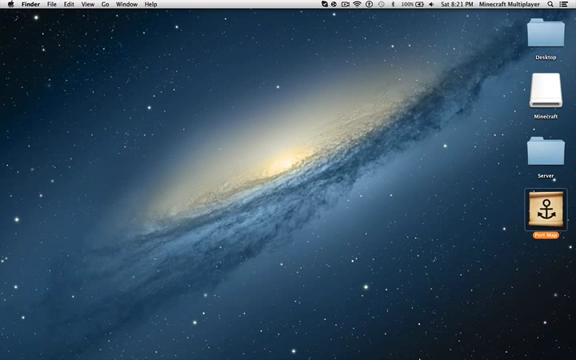 Finder File Edit View Go Window Help 100% Sat 8:21 PM Minecraft Multiplayer
Desktop
Minecraft
Server
Port Map